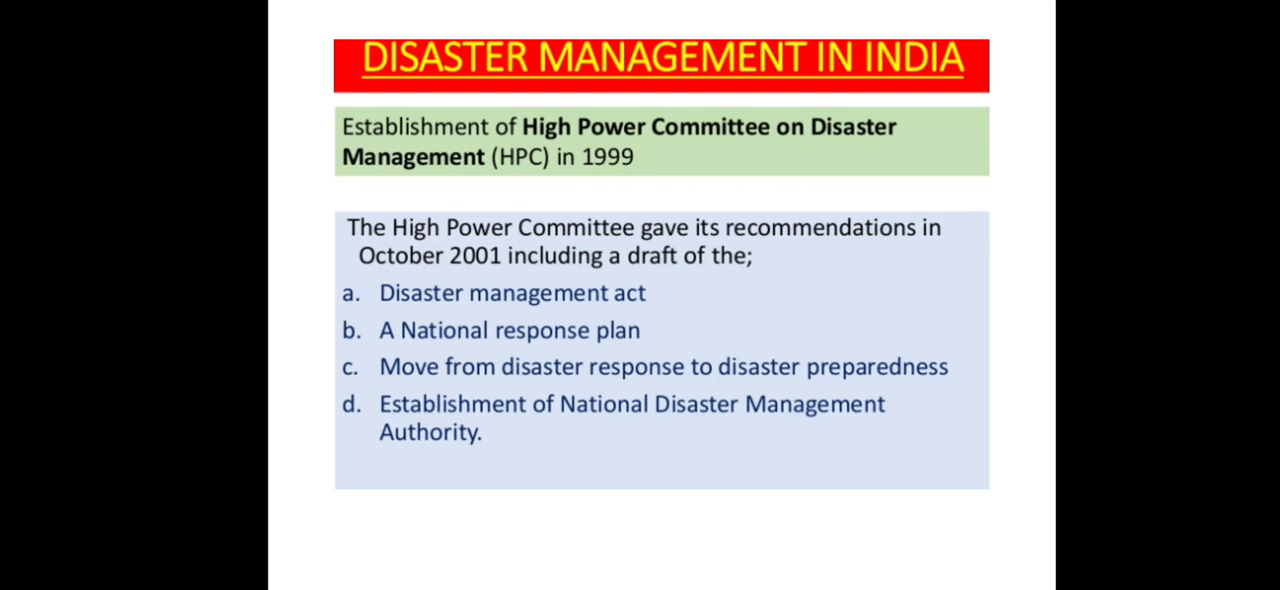 DISASTER MANAGEMENT IN INDIA
Establishment of High Power Committee on Disaster
Management (HPC) in 1999
The High Power Committee gave its recommendations in
October 2001 including a draft of the;
a. Disaster management act
b. A National response plan
c. Move from disaster response to disaster preparedness
d. Establishment of National Disaster Management
Authority.